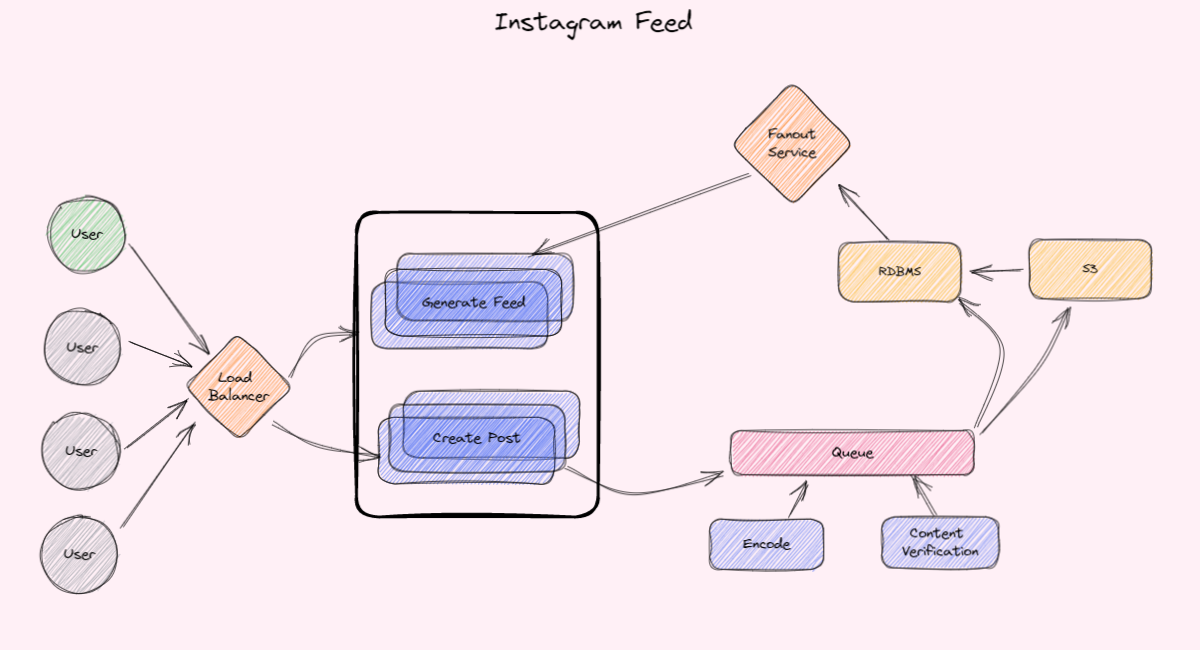 Instagram Feed
Fanout
Service
User
RDBMS
S3
Generate Feed
User
Load
Balancer
Create Post
User
Queue
User
Encode
Content
Verification